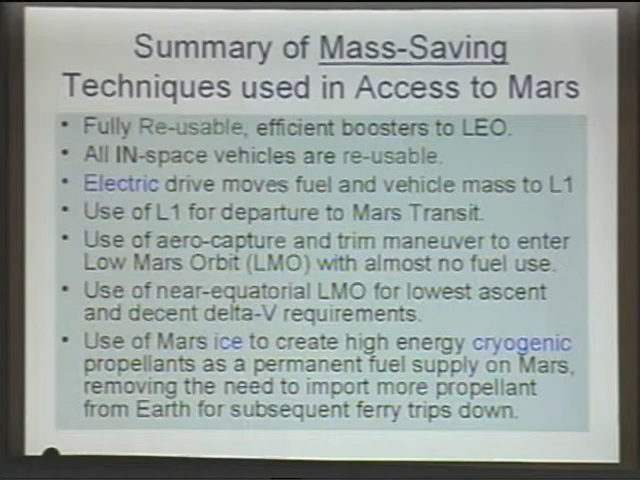 Summary of Mass-Saving
Techniques used in Access to Mars
• Fully Re-usable, efficient boosters to LEO.
• All IN-space vehicles are re-usable.
• Electric drive moves fuel and vehicle mass to L1
• Use of L1 for departure to Mars Transit.
• Use of aero-capture and trim maneuver to enter
Low Mars Orbit (LMO) with almost no fuel use.
• Use of near-equatorial LMO for lowest ascent
and decent delta-V requirements.
• Use of Mars ice to create high energy cryogenic
propellants as a permanent fuel supply on Mars,
removing the need to import more propellant
from Earth for subsequent ferry trips down.